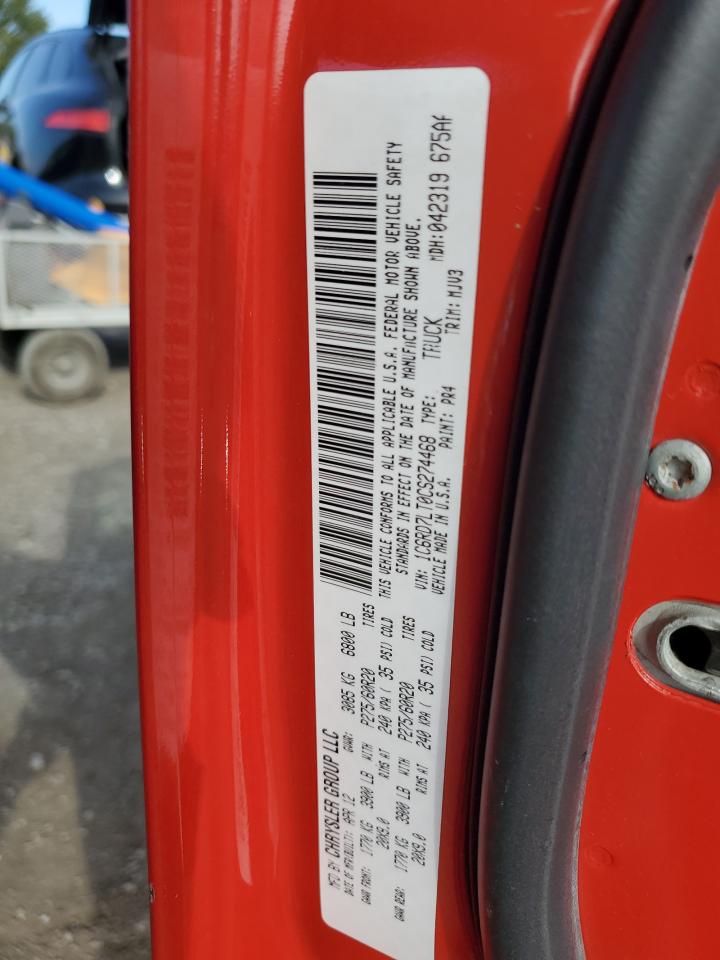 MFD BY CHRYSLER GROUP LLC
DATE OF MFR/BUILT: APR 12 GVWR: 3085 KG 6800 LB
GAWR FRONT: 1770 KG 3900 LB WITH P275/60R20 TIRES
20X9.0 RIMS AT 240 KPA ( 35 PSI) COLD
GAWR REAR: 1770 KG 3900 LB WITH P275/60R20 TIRES
20X9.0 RIMS AT 240 KPA ( 35 PSI) COLD
THIS VEHICLE CONFORMS TO ALL APPLICABLE U.S.A. FEDERAL MOTOR VEHICLE SAFETY
STANDARDS IN EFFECT ON THE DATE OF MANUFACTURE SHOWN ABOVE.
VIN: 1C6RD7LT0CS274468 TYPE: TRUCK MDH:042319 675Af
VEHICLE MADE IN U.S.A. PAINT: PR4 TRIM: MJV3